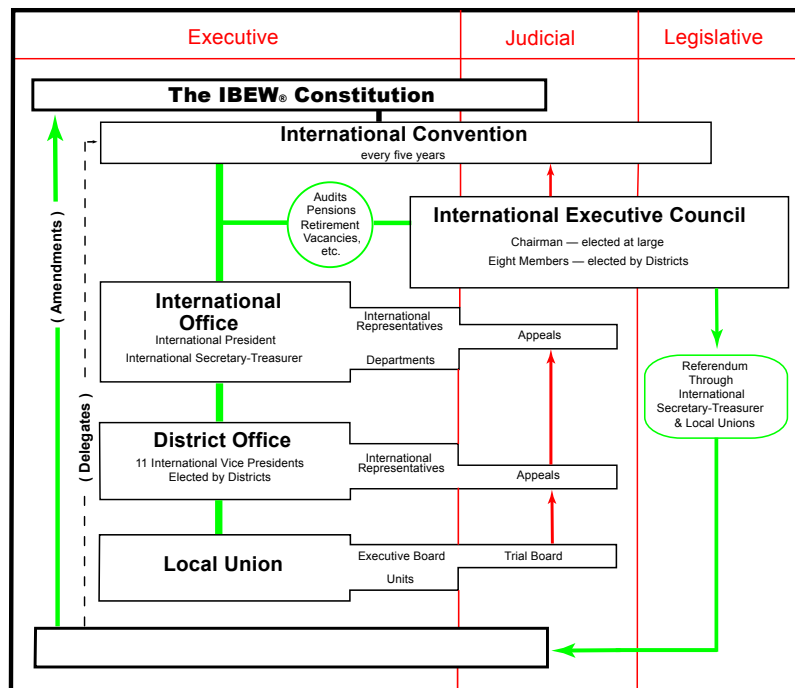 Executive
Judicial
Legislative
The IBEW® Constitution
International Convention
every five years
Audits
Pensions
Retirement
Vacancies,
etc.
International Executive Council
Chairman — elected at large
Eight Members — elected by Districts
( Amendments )
( Delegates )
International
Office
International President
International Secretary-Treasurer
International
Representatives
Departments
Appeals
Referendum
Through
International
Secretary-Treasurer
& Local Unions
District Office
11 International Vice Presidents
Elected by Districts
International
Representatives
Appeals
Local Union
Executive Board
Units
Trial Board